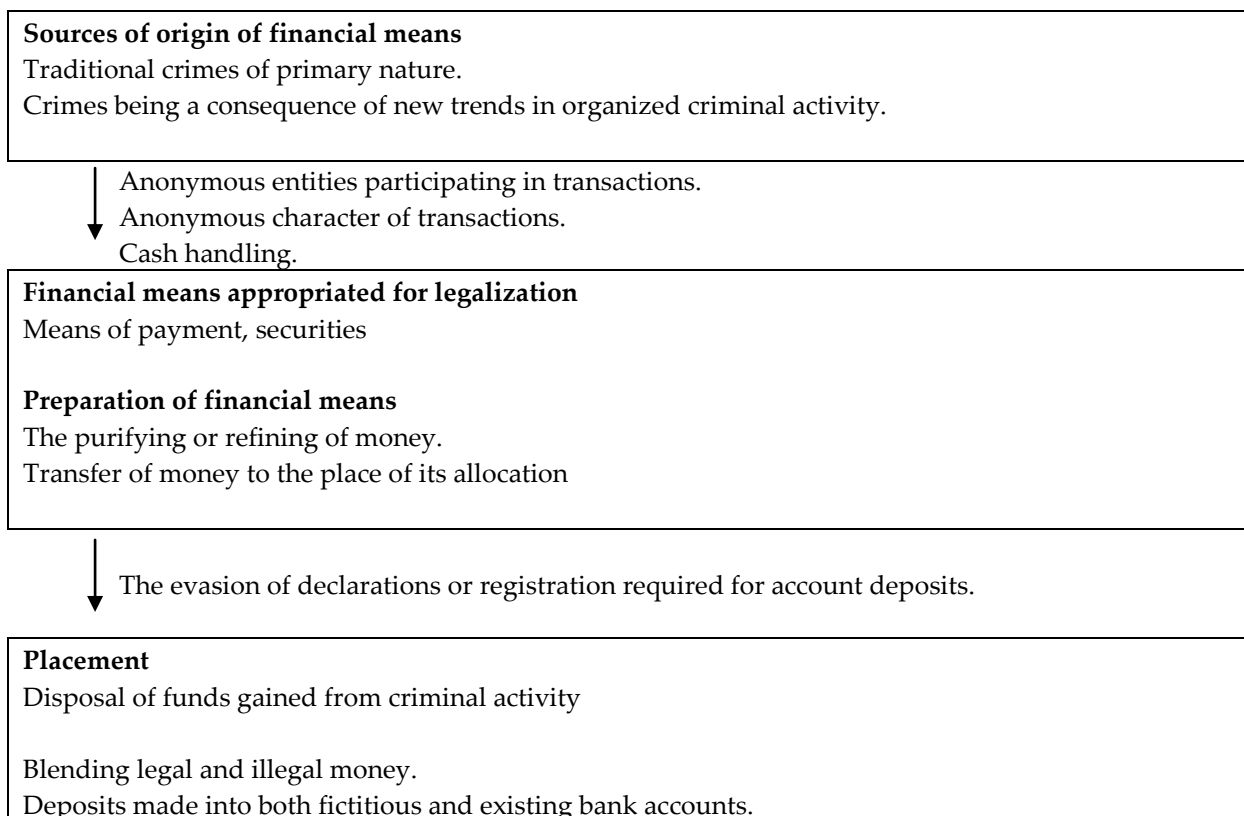 Sources of origin of financial means
Traditional crimes of primary nature.
Crimes being a consequence of new trends in organized criminal activity.
Anonymous entities participating in transactions.
Anonymous character of transactions.
Cash handling.
Financial means appropriated for legalization
Means of payment, securities
Preparation of financial means
The purifying or refining of money.
Transfer of money to the place of its allocation
The evasion of declarations or registration required for account deposits.
Placement
Disposal of funds gained from criminal activity
Blending legal and illegal money.
Deposits made into both fictitious and existing bank accounts.